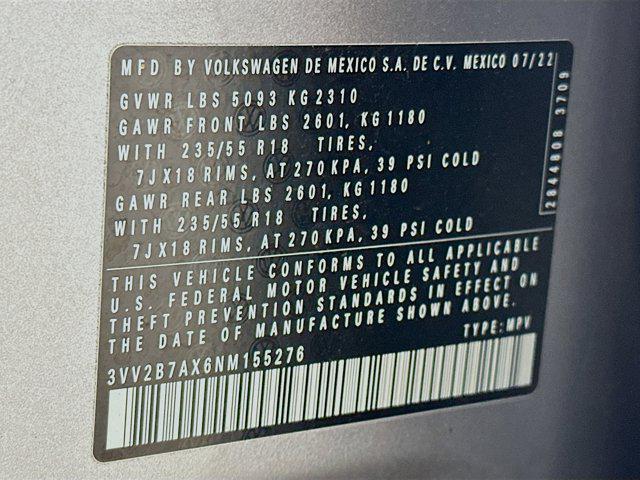 MFD BY VOLKSWAGEN DE MEXICO S.A. DE C.V. MEXICO 07/22
GVWR LBS 5093 KG 2310
GAWR FRONT LBS 2601, KG 1180
WITH 235/55 R18 TIRES,
7JX18 RIMS, AT 270 KPA, 39 PSI COLD
GAWR REAR LBS 2601, KG 1180
WITH 235/55 R18 TIRES,
7JX18 RIMS, AT 270 KPA, 39 PSI COLD
2844808 3709
THIS VEHICLE CONFORMS TO ALL APPLICABLE
U.S. FEDERAL MOTOR VEHICLE SAFETY AND
THEFT PREVENTION STANDARDS IN EFFECT ON
THE DATE OF MANUFACTURE SHOWN ABOVE.
3VV2B7AX6NM155276 TYPE: MPV